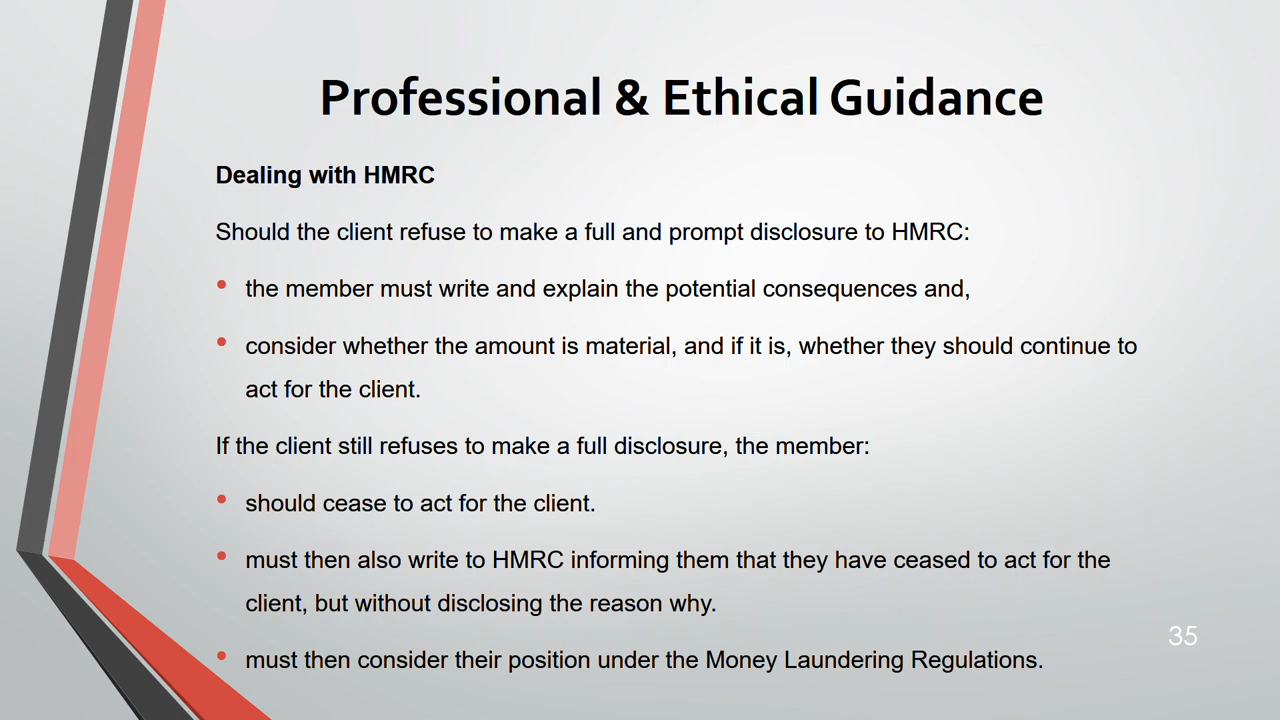 Professional & Ethical Guidance
Dealing with HMRC
Should the client refuse to make a full and prompt disclosure to HMRC:
• the member must write and explain the potential consequences and,
• consider whether the amount is material, and if it is, whether they should continue to
act for the client.
If the client still refuses to make a full disclosure, the member:
• should cease to act for the client.
• must then also write to HMRC informing them that they have ceased to act for the
client, but without disclosing the reason why.
• must then consider their position under the Money Laundering Regulations.
35